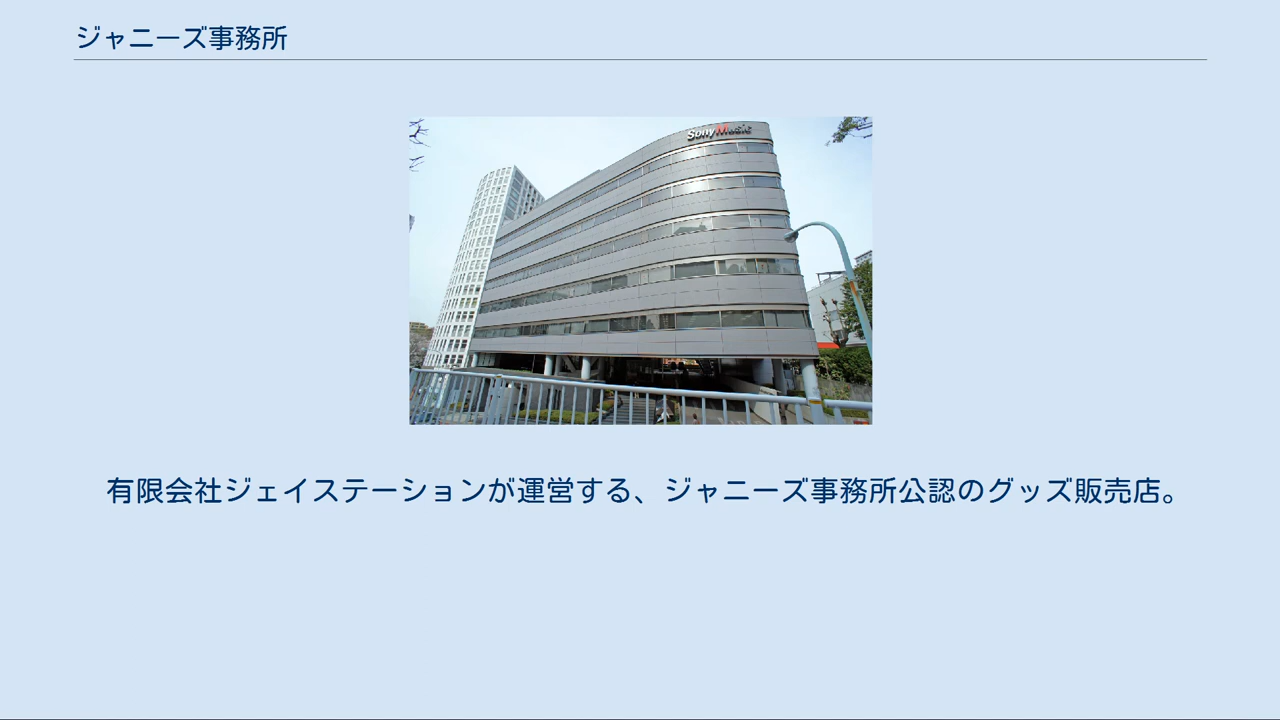 ジャニーズ事務所
Sony Music
有限会社ジェイステーションが運営する、ジャニーズ事務所公認のグッズ販売店。